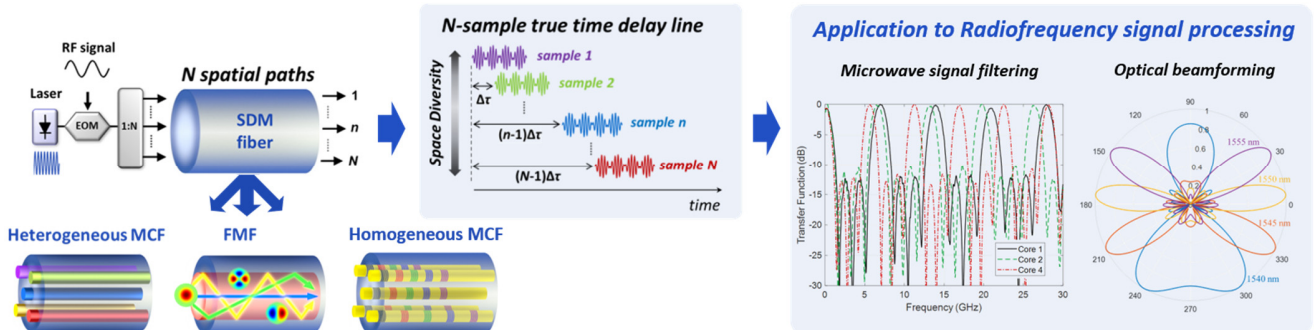 RF signal
Laser
EOM
1:N
N spatial paths
SDM
fiber
1
n
N
Heterogeneous MCF
FMF
Homogeneous MCF
N-sample true time delay line
Space Diversity
sample 1
Δτ
sample 2
(n-1)Δτ
sample n
(N-1)Δτ
sample N
time
Application to Radiofrequency signal processing
Microwave signal filtering
Transfer Function (dB)
0
-5
-10
-15
-20
-25
-30
0 5 10 15 20 25 30
Frequency (GHz)
Core 1
Core 2
Core 4
Optical beamforming
90
120 60
1
0.8
0.6
0.4
0.2
150 30
180 0
210 330
240 300
270
1555 nm
1550 nm
1545 nm
1540 nm